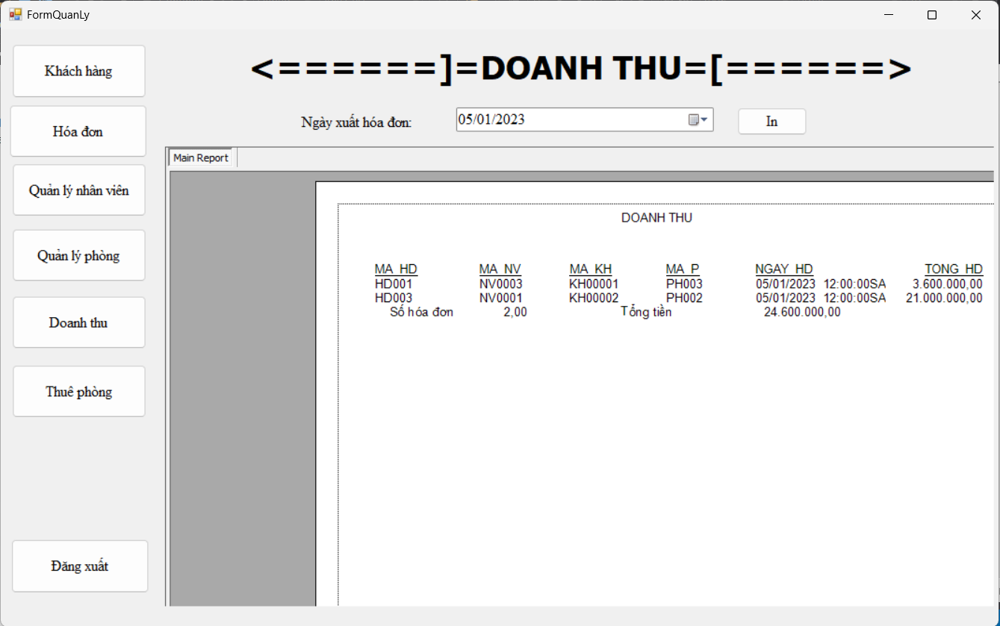 FormQuanLy
Khách hàng
Hóa đơn
Quản lý nhân viên
Quản lý phòng
Doanh thu
Thuê phòng
Đăng xuất
<======]=DOANH THU=[======>
Ngày xuất hóa đơn: 05/01/2023 In
Main Report
DOANH THU
MA_HD MA_NV MA_KH MA_P NGAY_HD TONG_HD
HD001 NV0003 KH00001 PH003 05/01/2023 12:00:00SA 3.600.000,00
HD003 NV0001 KH00002 PH002 05/01/2023 12:00:00SA 21.000.000,00
Số hóa đơn 2,00 Tổng tiền 24.600.000,00